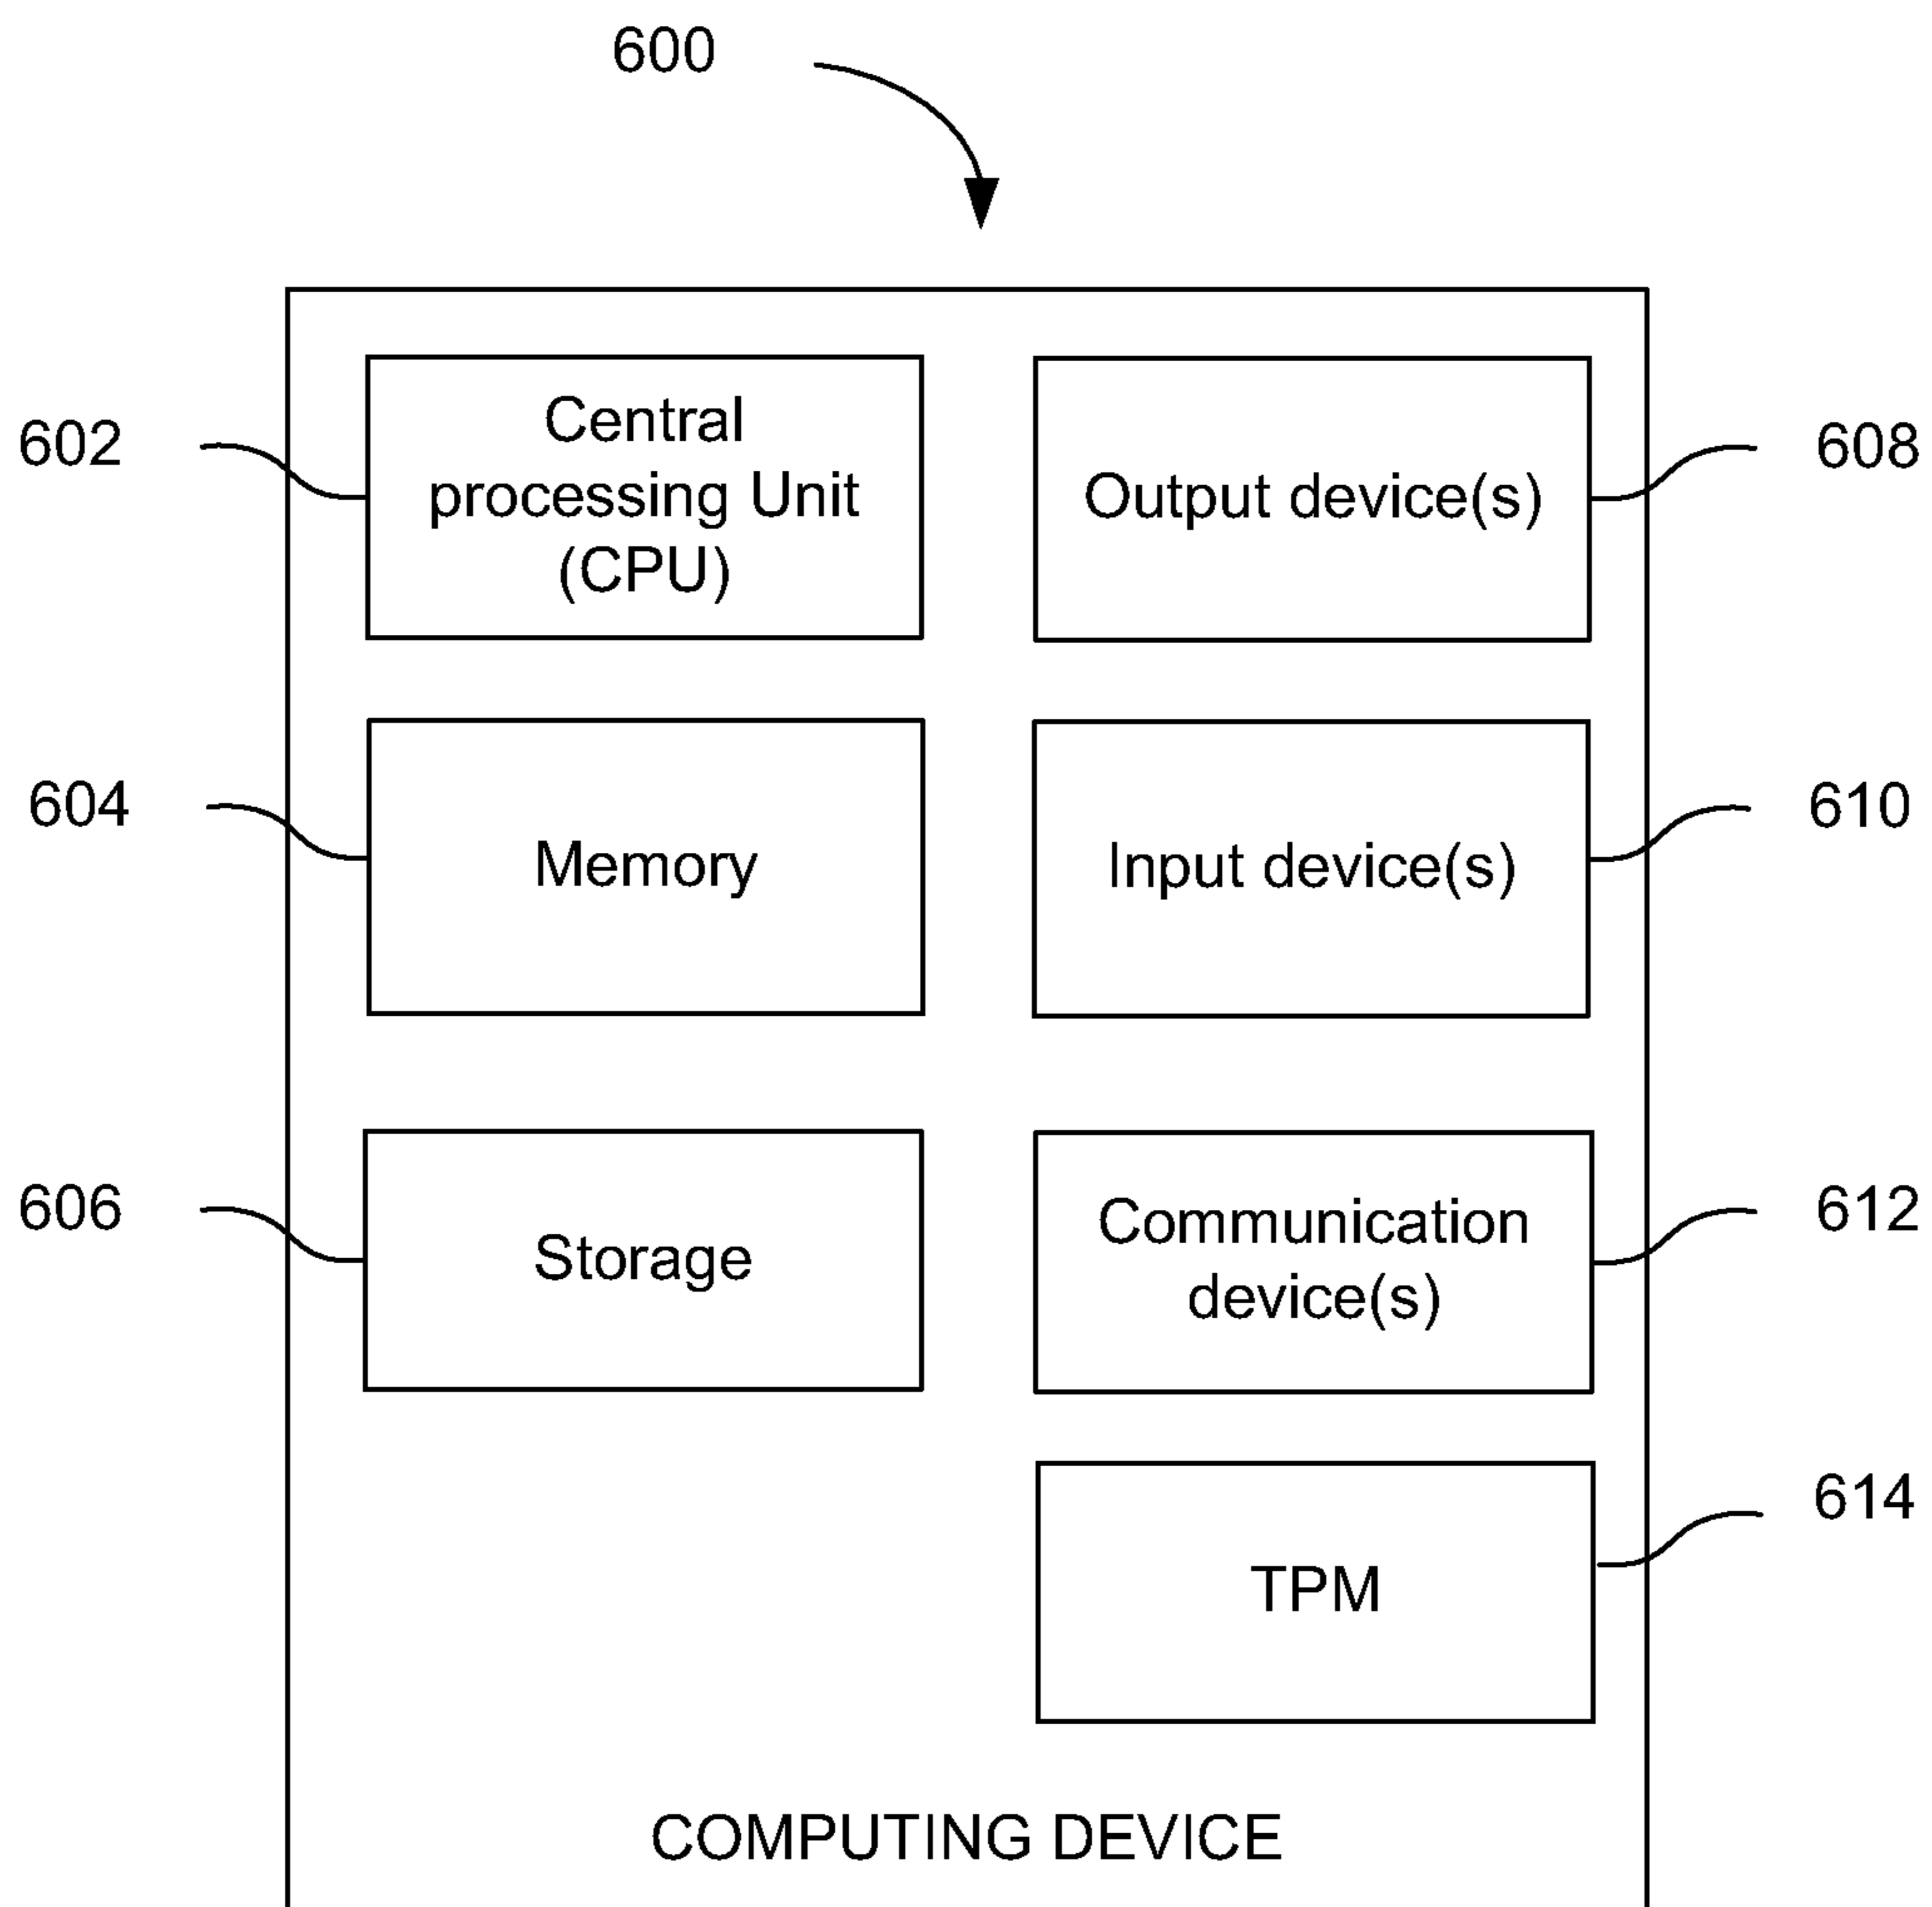 600
602
Central
processing Unit
(CPU)
Output device(s)
608
604
Memory
Input device(s)
610
606
Storage
Communication
device(s)
612
614
TPM
COMPUTING DEVICE